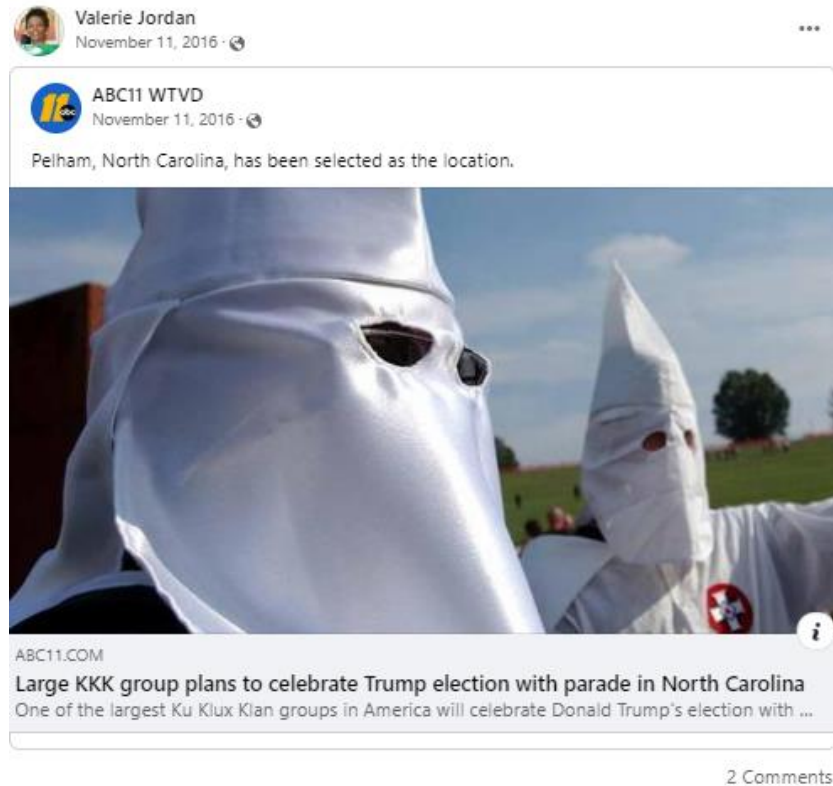 Valerie Jordan
November 11, 2016 ·
ABC11 WTVD
November 11, 2016 ·
11 abc
Pelham, North Carolina, has been selected as the location.
i
ABC11.COM
Large KKK group plans to celebrate Trump election with parade in North Carolina
One of the largest Ku Klux Klan groups in America will celebrate Donald Trump's election with ...
2 Comments